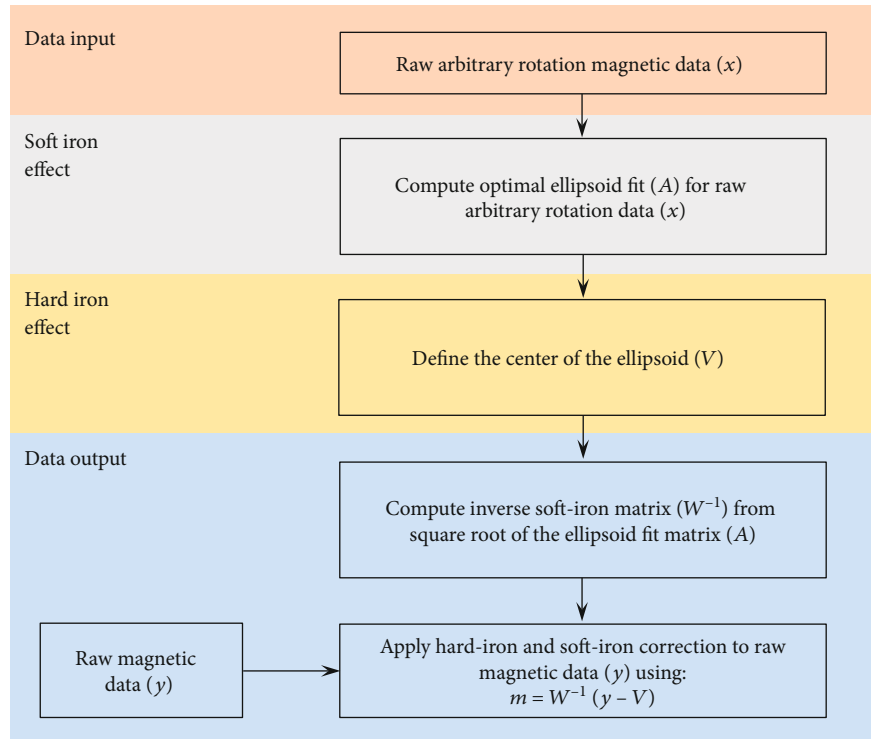 Data input
Raw arbitrary rotation magnetic data (x)
Soft iron
effect
Compute optimal ellipsoid fit (A) for raw
arbitrary rotation data (x)
Hard iron
effect
Define the center of the ellipsoid (V)
Data output
Compute inverse soft-iron matrix (W⁻¹) from
square root of the ellipsoid fit matrix (A)
Raw magnetic
data (y)
Apply hard-iron and soft-iron correction to raw
magnetic data (y) using:
m = W⁻¹ (y – V)